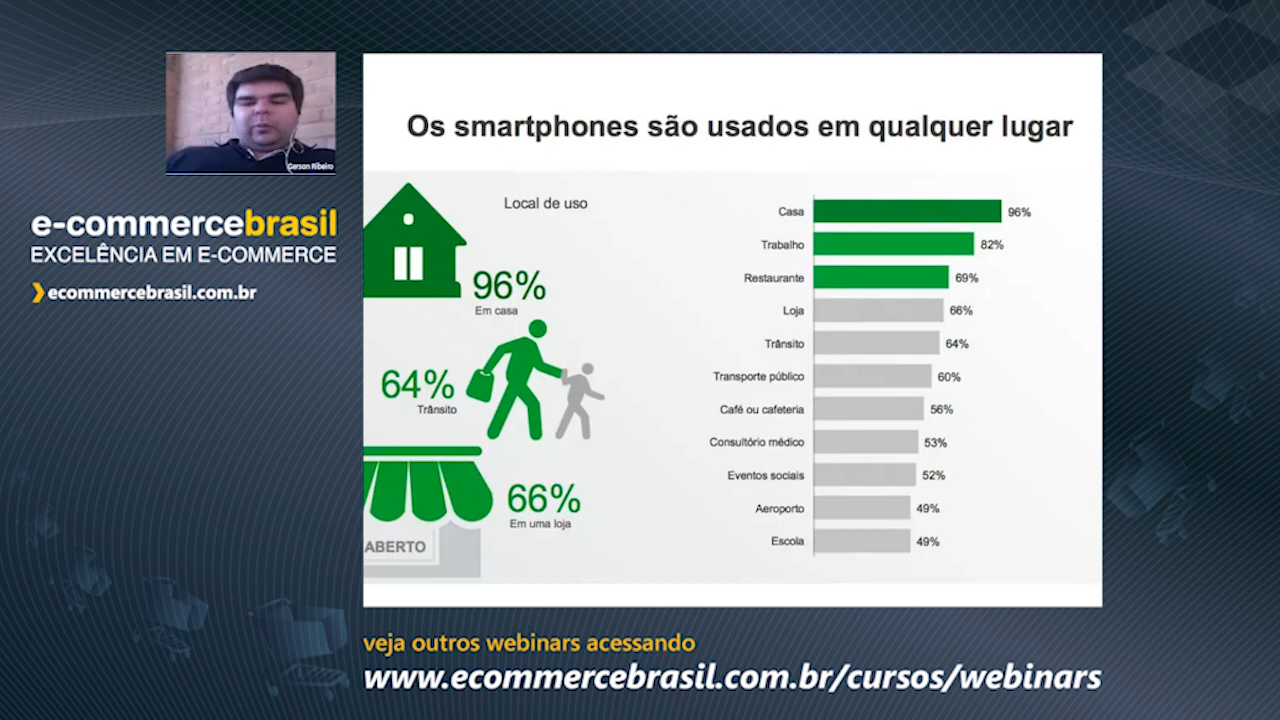 Gerson Ribeiro
e-commercebrasil
EXCELÊNCIA EM E-COMMERCE
ecommercebrasil.com.br
Os smartphones são usados em qualquer lugar
Local de uso
96%
Em casa
64%
Trânsito
66%
Em uma loja
ABERTO
Casa 96%
Trabalho 82%
Restaurante 69%
Loja 66%
Trânsito 64%
Transporte público 60%
Café ou cafeteria 56%
Consultório médico 53%
Eventos sociais 52%
Aeroporto 49%
Escola 49%
veja outros webinars acessando
www.ecommercebrasil.com.br/cursos/webinars